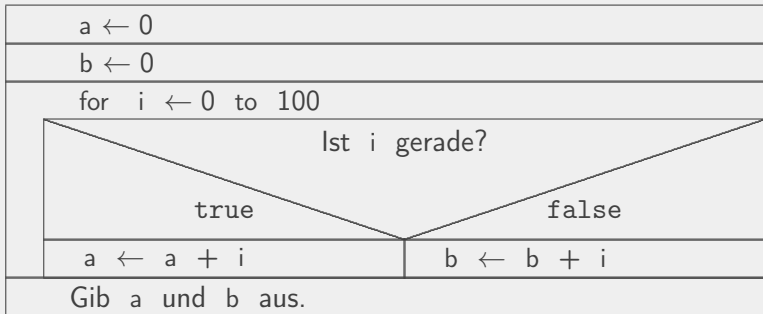 a ← 0
b ← 0
for i ← 0 to 100
Ist i gerade?
true false
a ← a + i b ← b + i
Gib a und b aus.